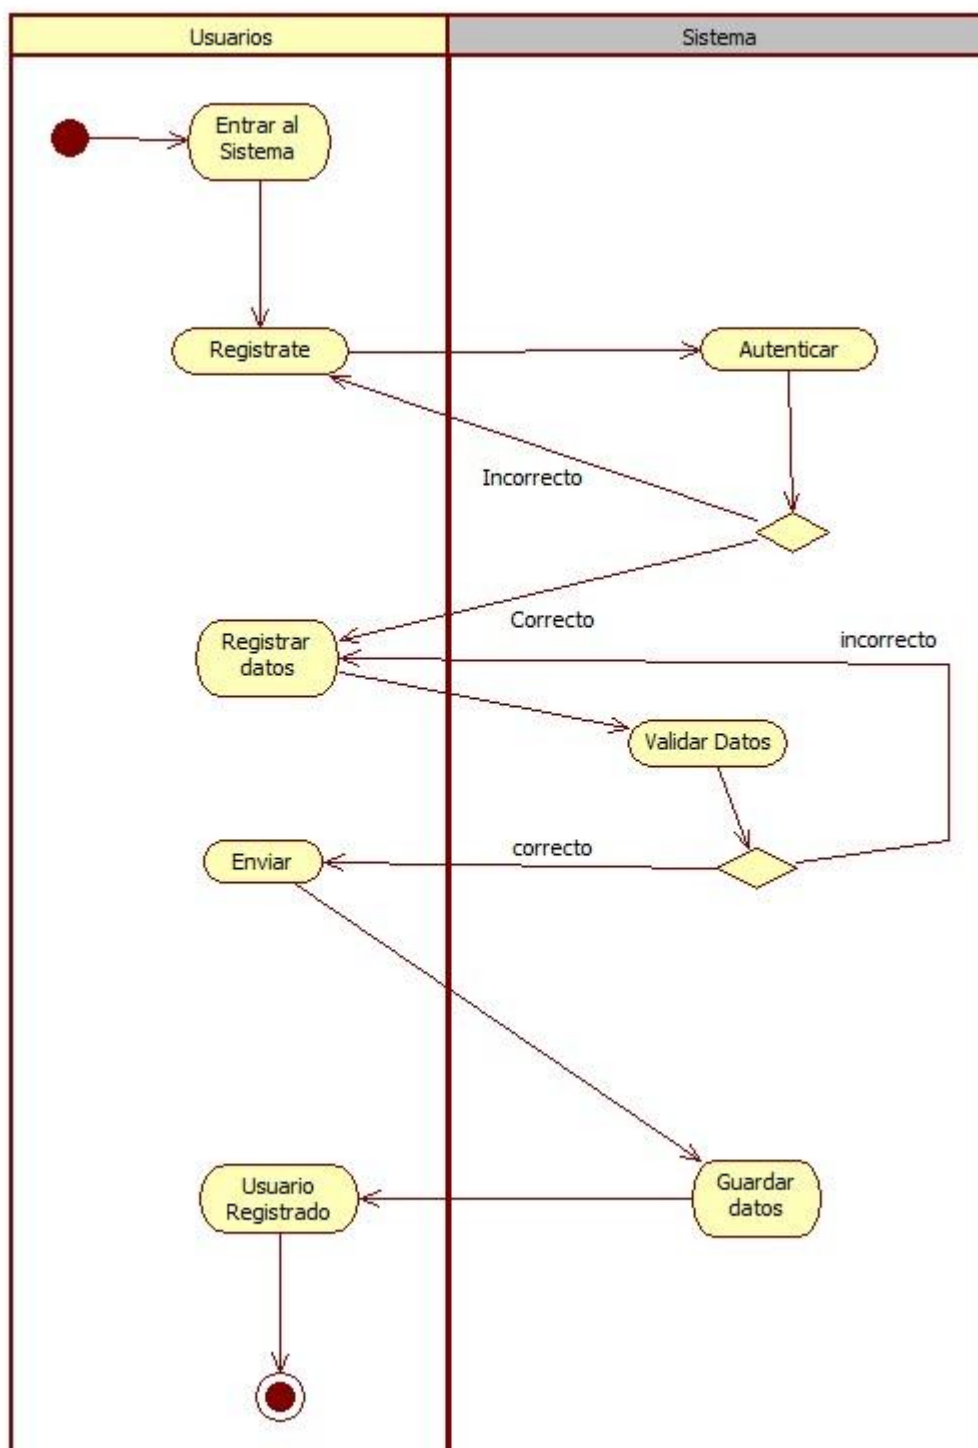 Usuarios
Sistema
Entrar al
Sistema
Registrate
Autenticar
Incorrecto
Correcto
Registrar
datos
incorrecto
Validar Datos
Enviar
correcto
Guardar
datos
Usuario
Registrado